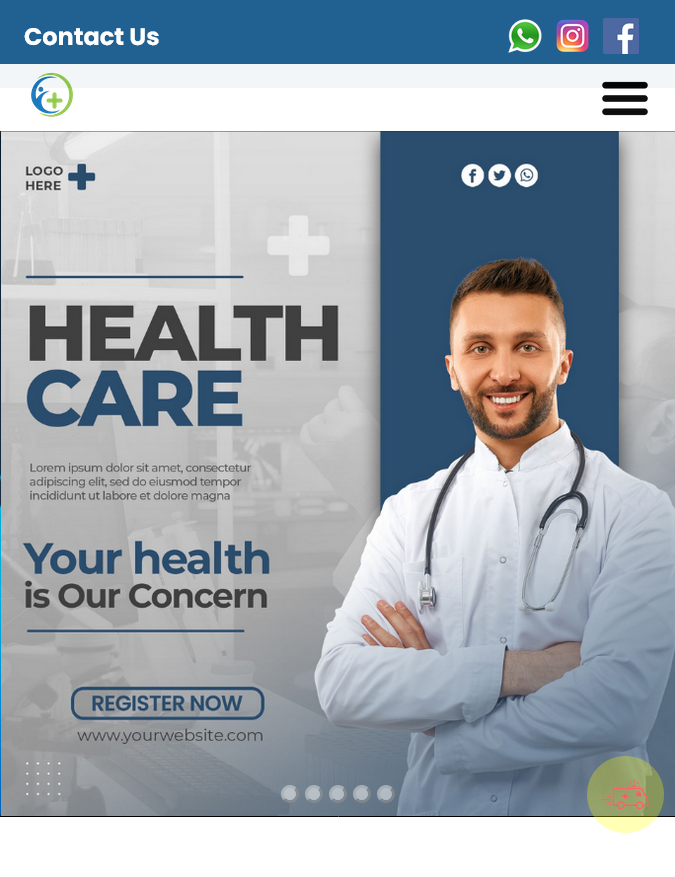 Contact Us
LOGO
HERE
HEALTH
CARE
Lorem ipsum dolor sit amet, consectetur
adipiscing elit, sed do eiusmod tempor
incididunt ut labore et dolore magna
Your health
is Our Concern
REGISTER NOW
www.yourwebsite.com